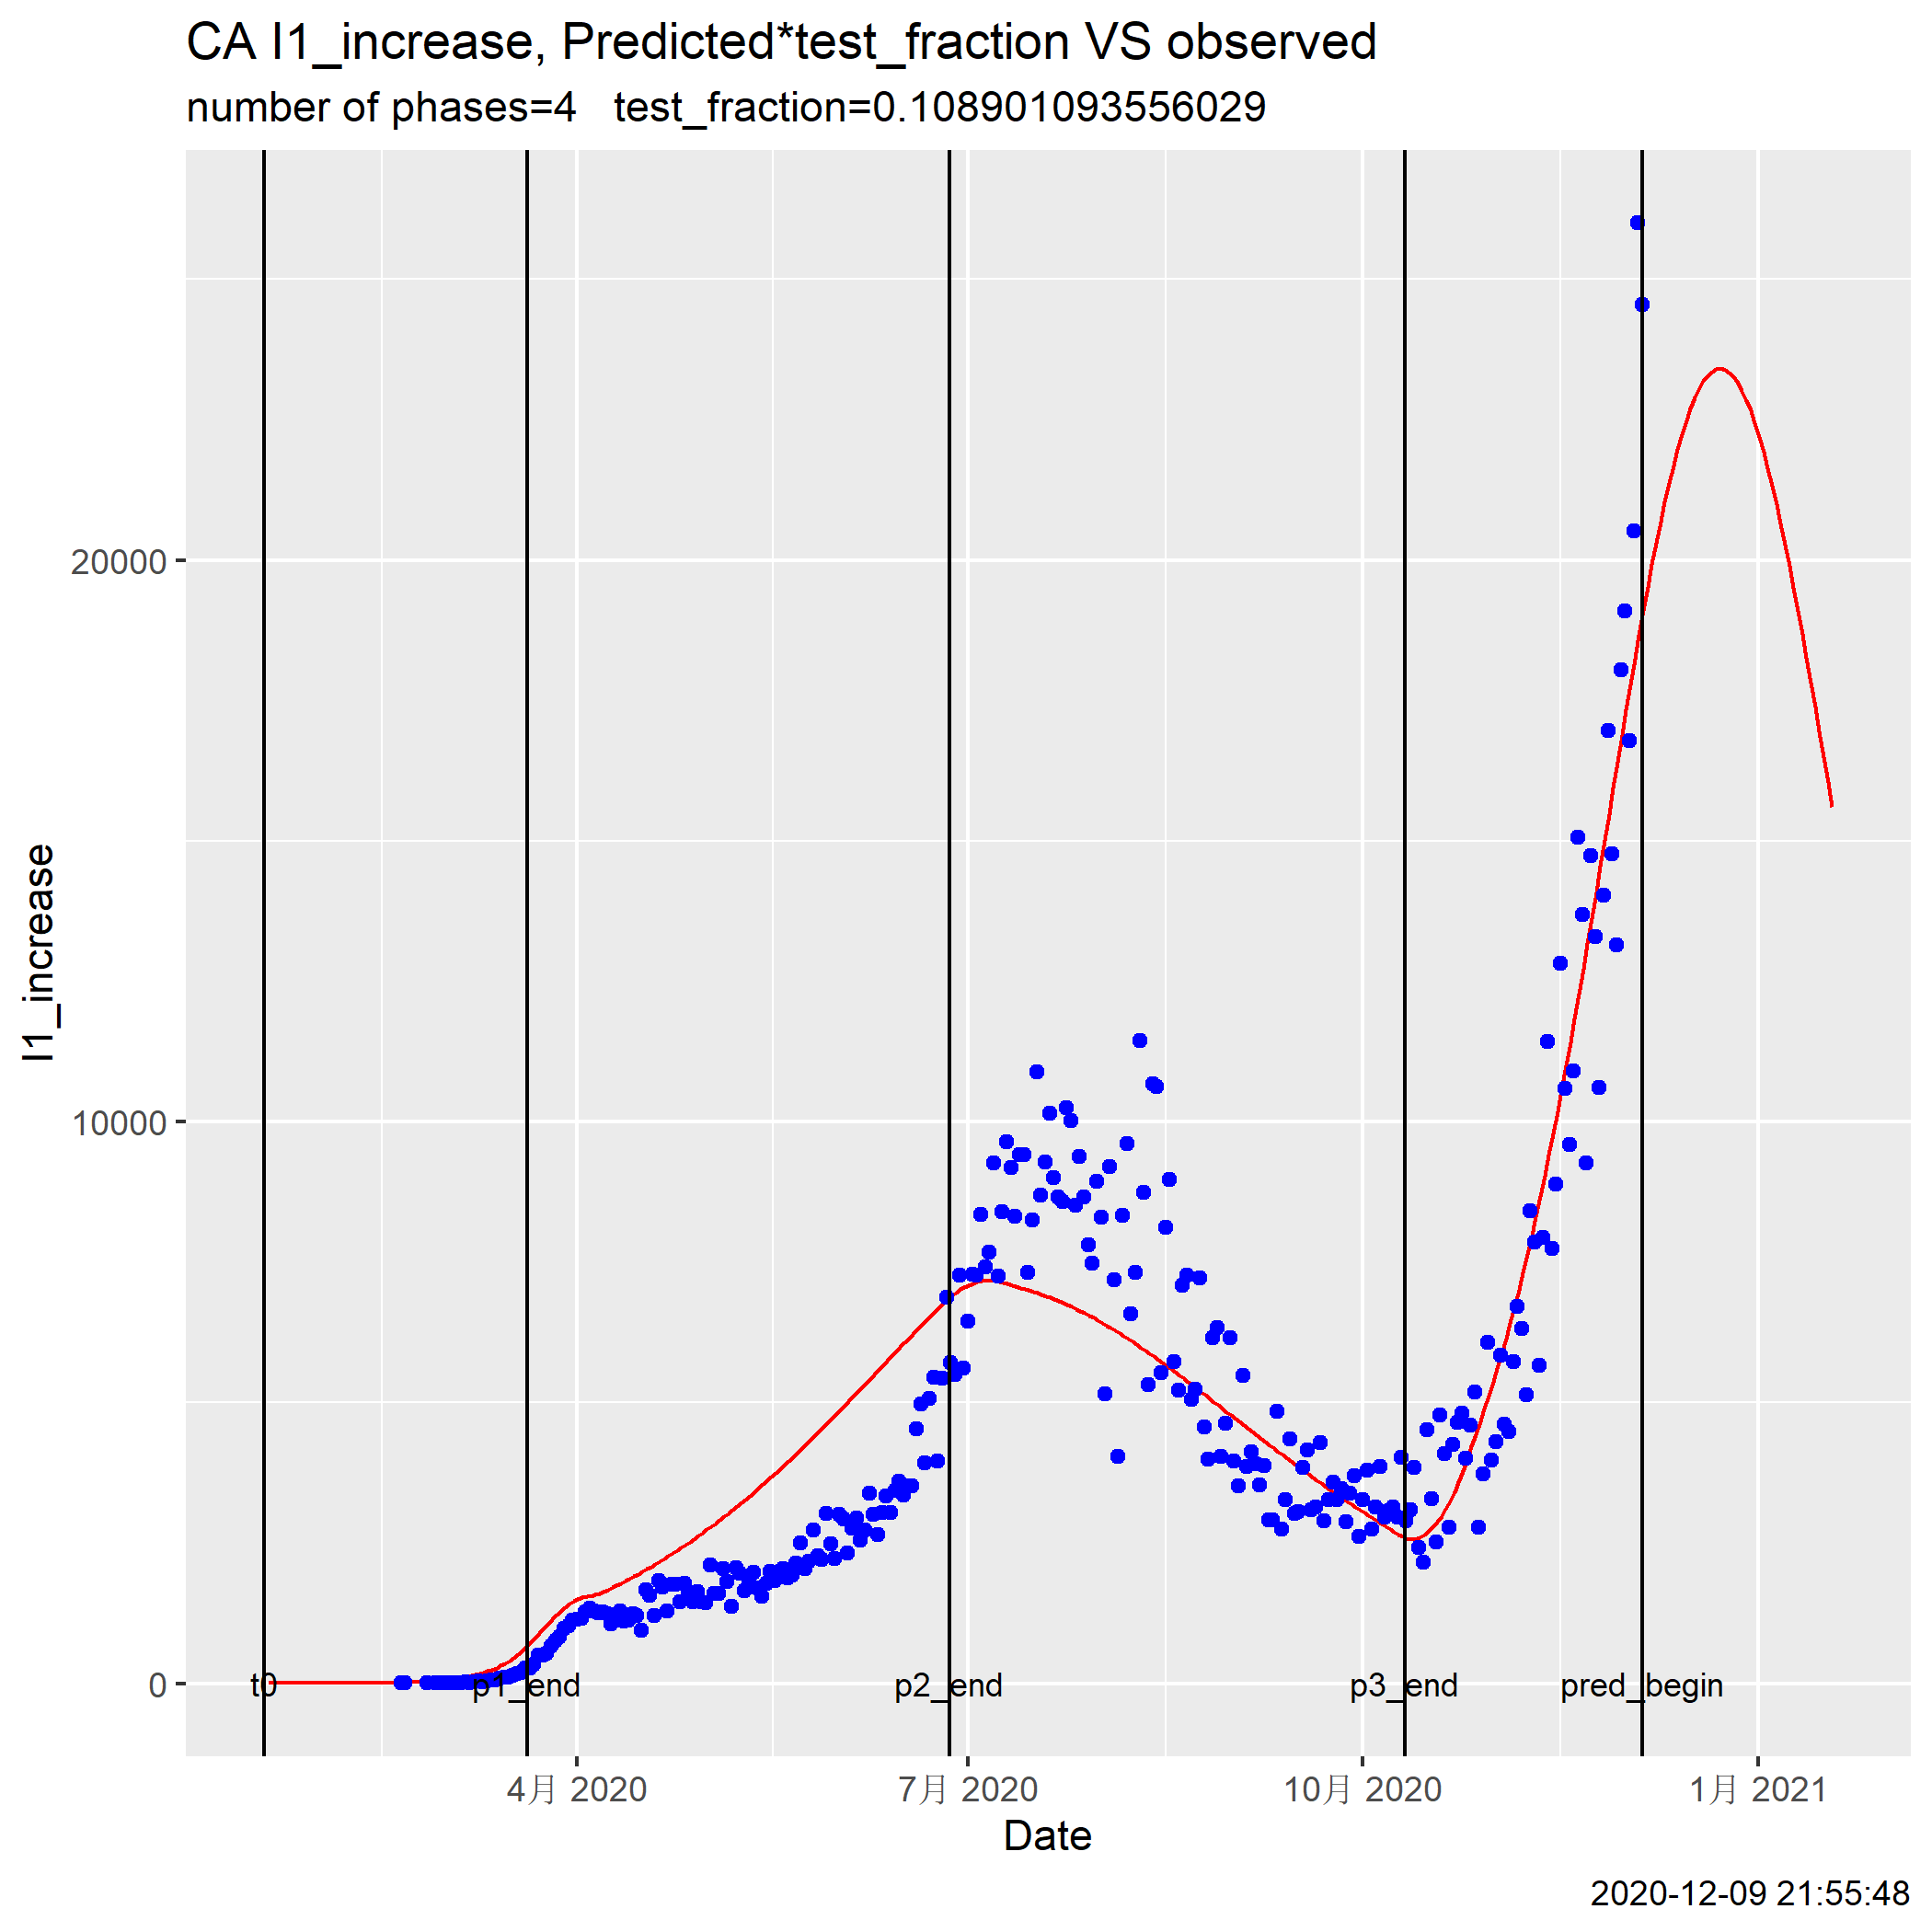 CA I1_increase, Predicted*test_fraction VS observed
number of phases=4   test_fraction=0.108901093556029
I1_increase
20000
10000
0
t0
p1_end
p2_end
p3_end
pred_begin
4月 2020
7月 2020
10月 2020
1月 2021
Date
2020-12-09 21:55:48